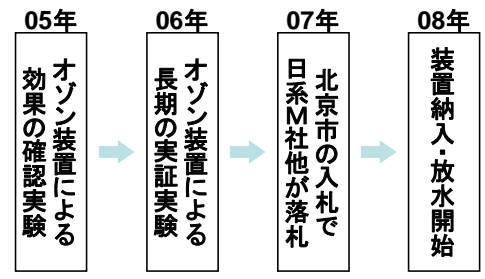 05年
オゾン装置による
効果の確認実験
06年
オゾン装置による
長期の実証実験
07年
北京市の入札で
日系M社他が落札
08年
装置納入・放水開始